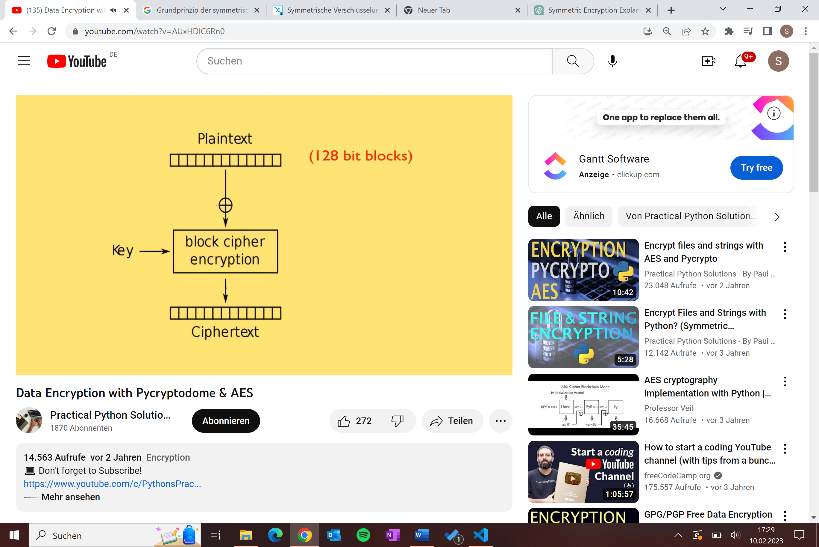 (135) Data Encryption wi
Grundprinzip der symmetris
Symmetrische Verschlüsselun
Neuer Tab
Symmetric Encryption Explain
youtube.com/watch?v=AUxHDlC6Rn0
S
YouTube DE
Suchen
9+
S
Plaintext
(128 bit blocks)
Key
block cipher
encryption
Ciphertext
Data Encryption with Pycryptodome & AES
Practical Python Solutio...
1870 Abonnenten
Abonnieren
272
Teilen
14.563 Aufrufe vor 2 Jahren Encryption
Don't forget to Subscribe!
https://www.youtube.com/c/PythonsPrac...
Mehr ansehen
One app to replace them all.
Gantt Software
Anzeige • clickup.com
Try free
Alle
Ähnlich
Von Practical Python Solution...
ENCRYPTION
PYCRYPTO
AES
10:42
Encrypt files and strings with
AES and Pycrypto
Practical Python Solutions - By Paul ...
23.048 Aufrufe • vor 2 Jahren
FILE & STRING
ENCRYPTION
5:28
Encrypt Files and Strings with
Python? (Symmetric...
Practical Python Solutions - By Paul ...
12.142 Aufrufe • vor 3 Jahren
35:45
AES cryptography
implementation with Python |...
Professor Veil
16.668 Aufrufe • vor 3 Jahren
Start a coding
YouTube
Channel
1:05:57
How to start a coding YouTube
channel (with tips from a bunc...
freeCodeCamp.org
175.557 Aufrufe • vor 3 Jahren
ENCRYPTION
GPG/PGP Free Data Encryption
Suchen
17:29
10.02.2023